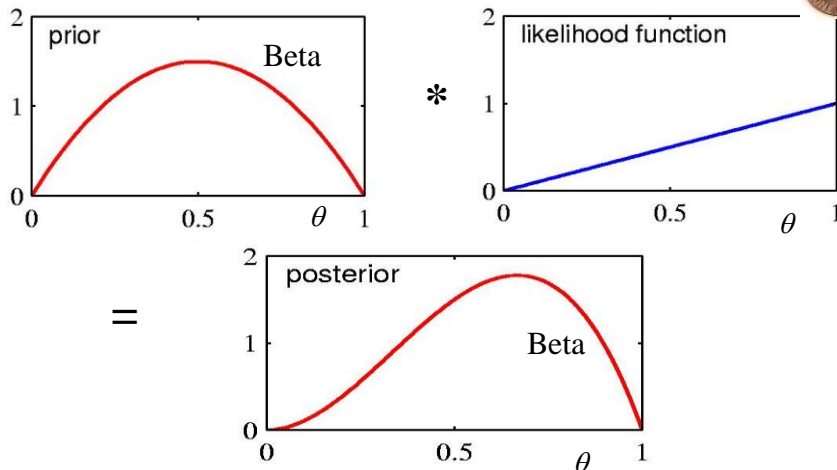 2
prior
Beta
1
0
0 0.5 θ 1
*
2
likelihood function
1
0
0 0.5 θ 1
=
2
posterior
1
Beta
0
0 0.5 θ 1